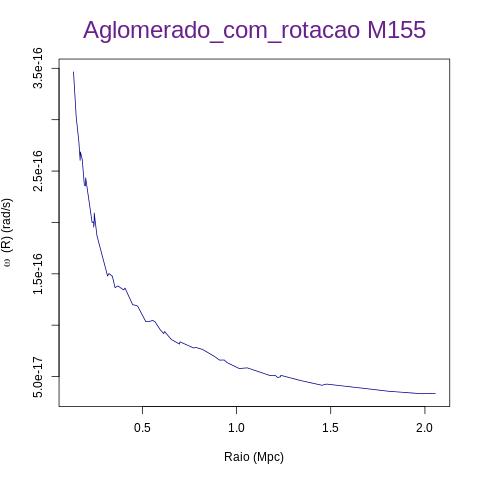 Aglomerado_com_rotacao M155
3.5e-16
2.5e-16
1.5e-16
5.0e-17
ω (R) (rad/s)
0.5 1.0 1.5 2.0
Raio (Mpc)